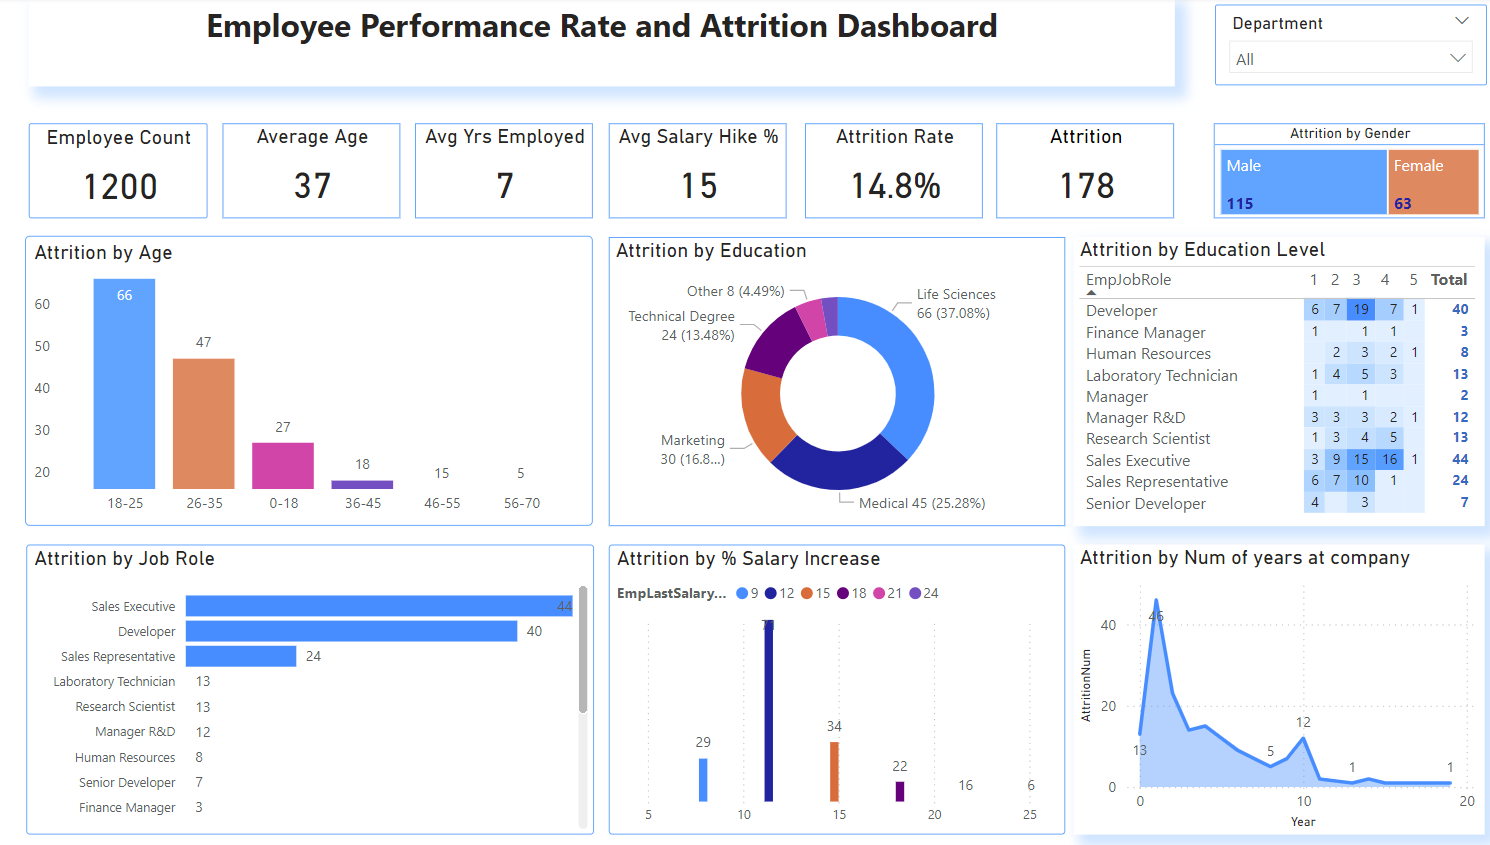 Employee Performance Rate and Attrition Dashboard
Department
All
Employee Count
1200
Average Age
37
Avg Yrs Employed
7
Avg Salary Hike %
15
Attrition Rate
14.8%
Attrition
178
Attrition by Gender
Male
115
Female
63
Attrition by Age
60
50
40
30
20
66
47
27
18
15
5
18-25 26-35 0-18 36-45 46-55 56-70
Attrition by Education
Other 8 (4.49%)
Technical Degree
24 (13.48%)
Marketing
30 (16.8...)
Life Sciences
66 (37.08%)
Medical 45 (25.28%)
Attrition by Education Level
EmpJobRole 1 2 3 4 5 Total
Developer 6 7 19 7 1 40
Finance Manager 1 1 1 3
Human Resources 2 3 2 1 8
Laboratory Technician 1 4 5 3 13
Manager 1 1 2
Manager R&D 3 3 3 2 1 12
Research Scientist 1 3 4 5 13
Sales Executive 3 9 15 16 1 44
Sales Representative 6 7 10 1 24
Senior Developer 4 3 7
Attrition by Job Role
Sales Executive 44
Developer 40
Sales Representative 24
Laboratory Technician 13
Research Scientist 13
Manager R&D 12
Human Resources 8
Senior Developer 7
Finance Manager 3
Attrition by % Salary Increase
EmpLastSalary... 9 12 15 18 21 24
29
34
22
16
6
5 10 15 20 25
Attrition by Num of years at company
AttritionNum
40
20
0
46
13
5
12
1
1
0 10 20
Year